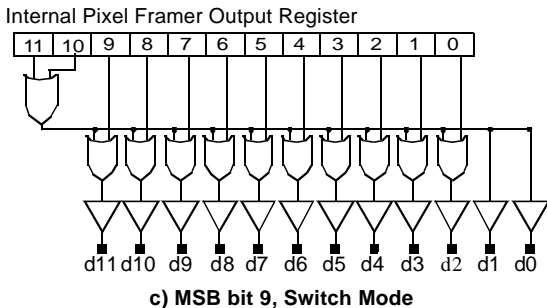 Internal Pixel Framer Output Register
11 10 9 8 7 6 5 4 3 2 1 0
d11 d10 d9 d8 d7 d6 d5 d4 d3 d2 d1 d0
c) MSB bit 9, Switch Mode